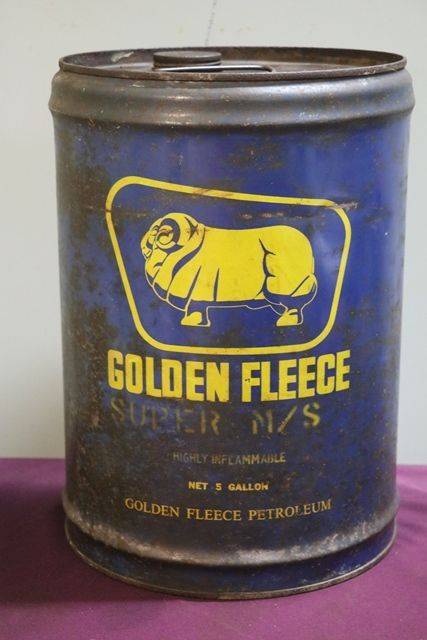 GOLDEN FLEECE
SUPER M/S
HIGHLY INFLAMMABLE
NET 5 GALLON
GOLDEN FLEECE PETROLEUM